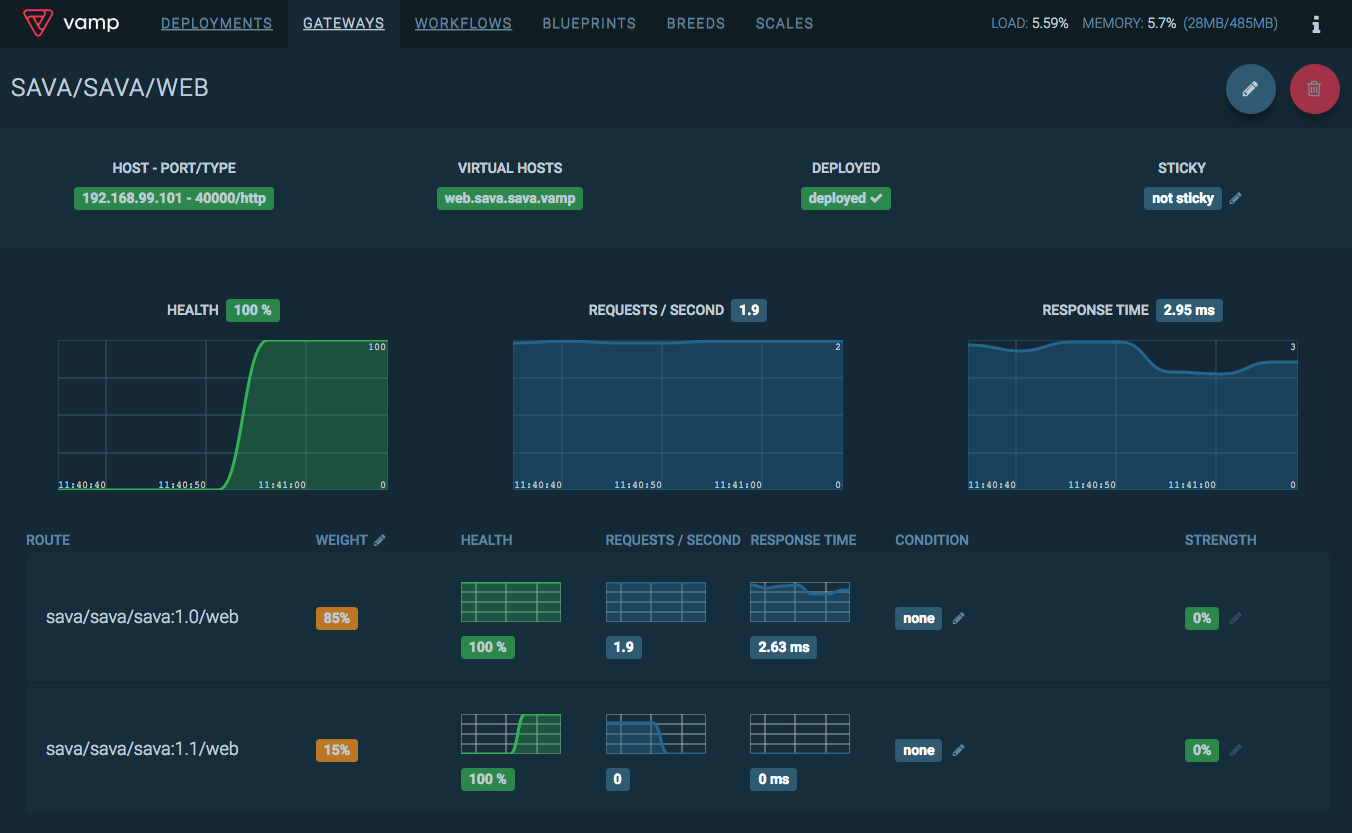 vamp DEPLOYMENTS GATEWAYS WORKFLOWS BLUEPRINTS BREEDS SCALES LOAD: 5.59% MEMORY: 5.7% (28MB/485MB) i
SAVA/SAVA/WEB
HOST - PORT/TYPE VIRTUAL HOSTS DEPLOYED STICKY
192.168.99.101 - 40000/http web.sava.sava.vamp deployed not sticky
HEALTH 100 % REQUESTS / SECOND 1.9 RESPONSE TIME 2.95 ms
100 2 3
11:40:40 11:40:50 11:41:00 0 11:40:40 11:40:50 11:41:00 0 11:40:40 11:40:50 11:41:00 0
ROUTE WEIGHT HEALTH REQUESTS / SECOND RESPONSE TIME CONDITION STRENGTH
sava/sava/sava:1.0/web 85% none 0%
100 % 1.9 2.63 ms
sava/sava/sava:1.1/web 15% none 0%
100 % 0 0 ms